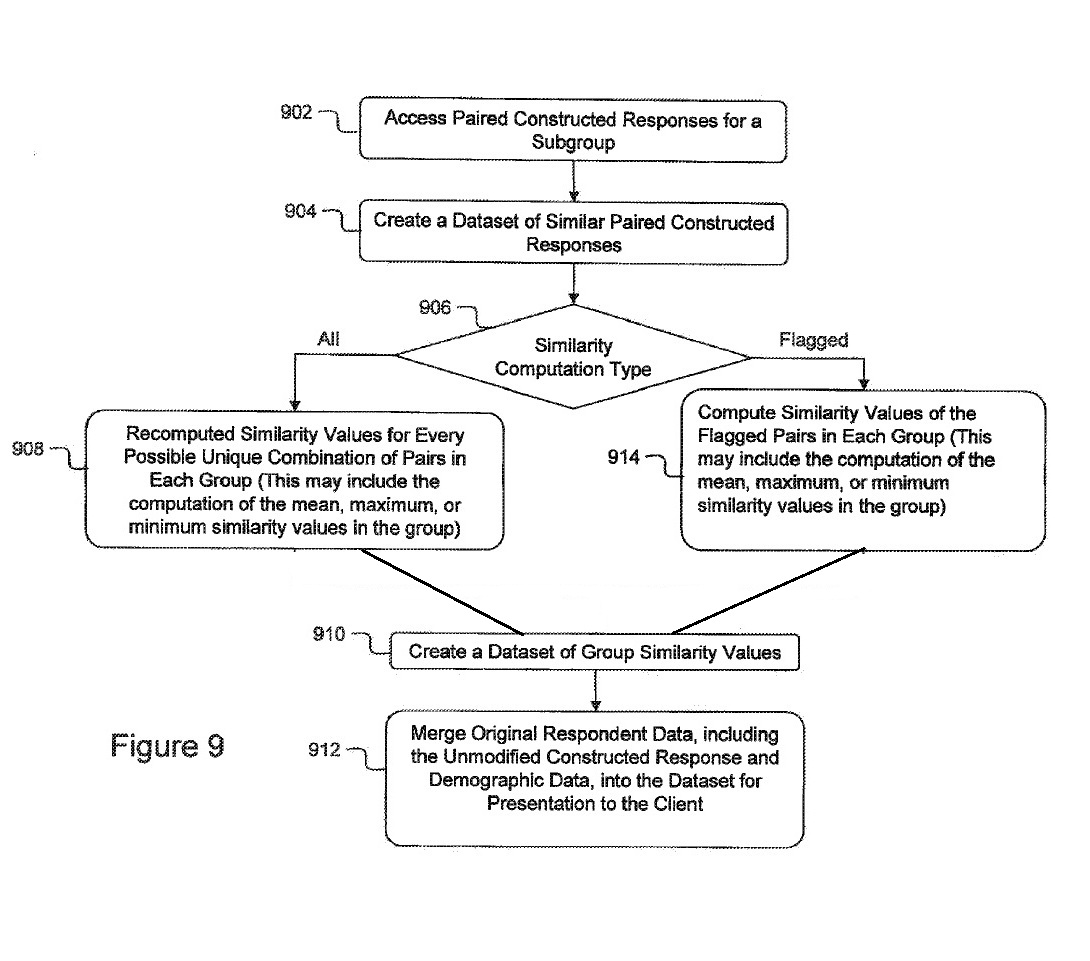 902
Access Paired Constructed Responses for a
Subgroup
904
Create a Dataset of Similar Paired Constructed
Responses
906
Similarity
Computation Type
All
Flagged
908
Recomputed Similarity Values for Every
Possible Unique Combination of Pairs in
Each Group (This may include the
computation of the mean, maximum, or
minimum similarity values in the group)
914
Compute Similarity Values of the
Flagged Pairs in Each Group (This
may include the computation of the
mean, maximum, or minimum
similarity values in the group)
910
Create a Dataset of Group Similarity Values
Figure 9
912
Merge Original Respondent Data, including
the Unmodified Constructed Response and
Demographic Data, into the Dataset for
Presentation to the Client